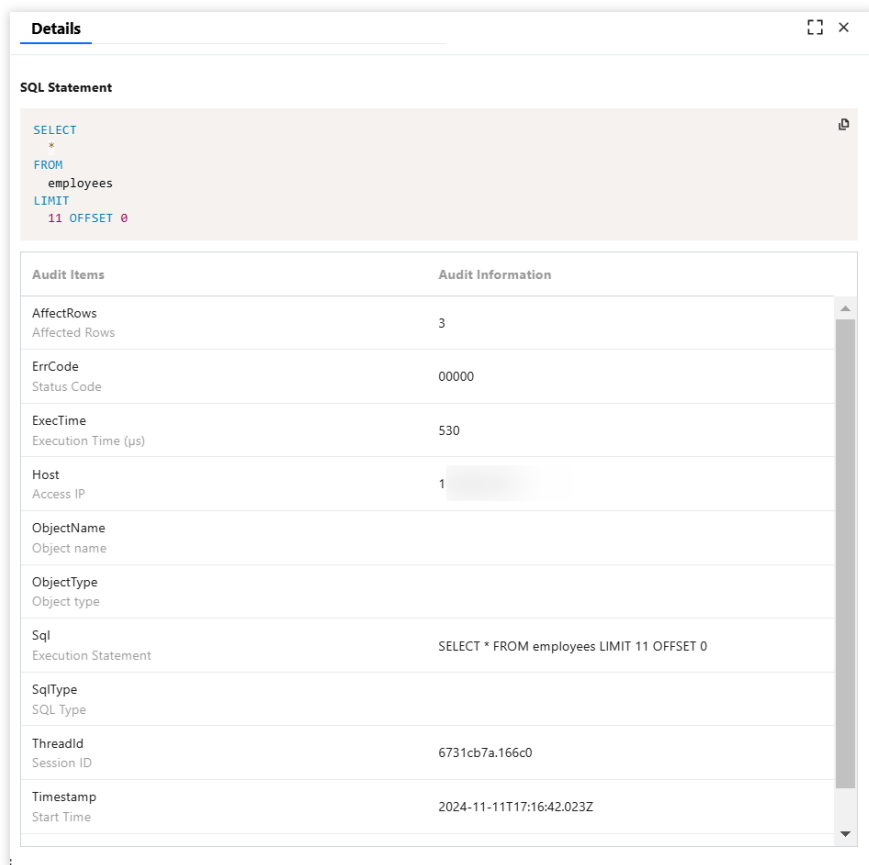 Details
SQL Statement
SELECT
*
FROM
employees
LIMIT
11 OFFSET 0
Audit Items Audit Information
AffectRows
Affected Rows
3
ErrCode
Status Code
00000
ExecTime
Execution Time (µs)
530
Host
Access IP
1
ObjectName
Object name
ObjectType
Object type
Sql
Execution Statement
SELECT * FROM employees LIMIT 11 OFFSET 0
SqlType
SQL Type
ThreadId
Session ID
6731cb7a.166c0
Timestamp
Start Time
2024-11-11T17:16:42.023Z